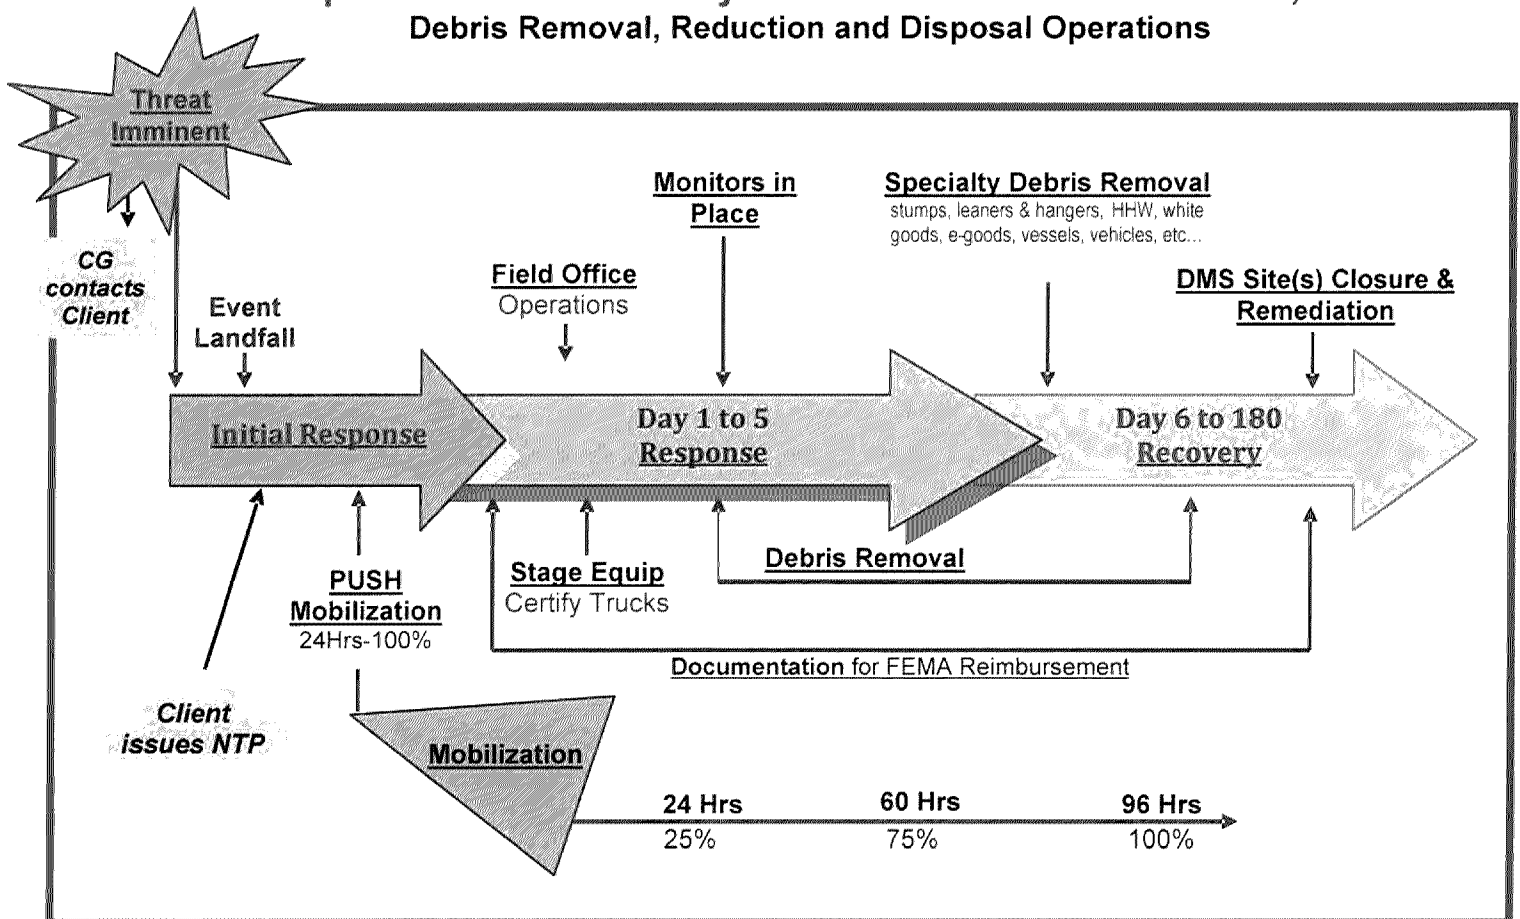 Debris Removal, Reduction and Disposal Operations
Threat
Imminent
CG
contacts
Client
Event
Landfall
Field Office
Operations
Monitors in
Place
Specialty Debris Removal
stumps, leaners & hangers, HHW, white
goods, e-goods, vessels, vehicles, etc...
DMS Site(s) Closure &
Remediation
Initial Response
Day 1 to 5
Response
Day 6 to 180
Recovery
PUSH
Mobilization
24Hrs-100%
Stage Equip
Certify Trucks
Debris Removal
Documentation for FEMA Reimbursement
Client
issues NTP
Mobilization
24 Hrs
60 Hrs
96 Hrs
25%
75%
100%